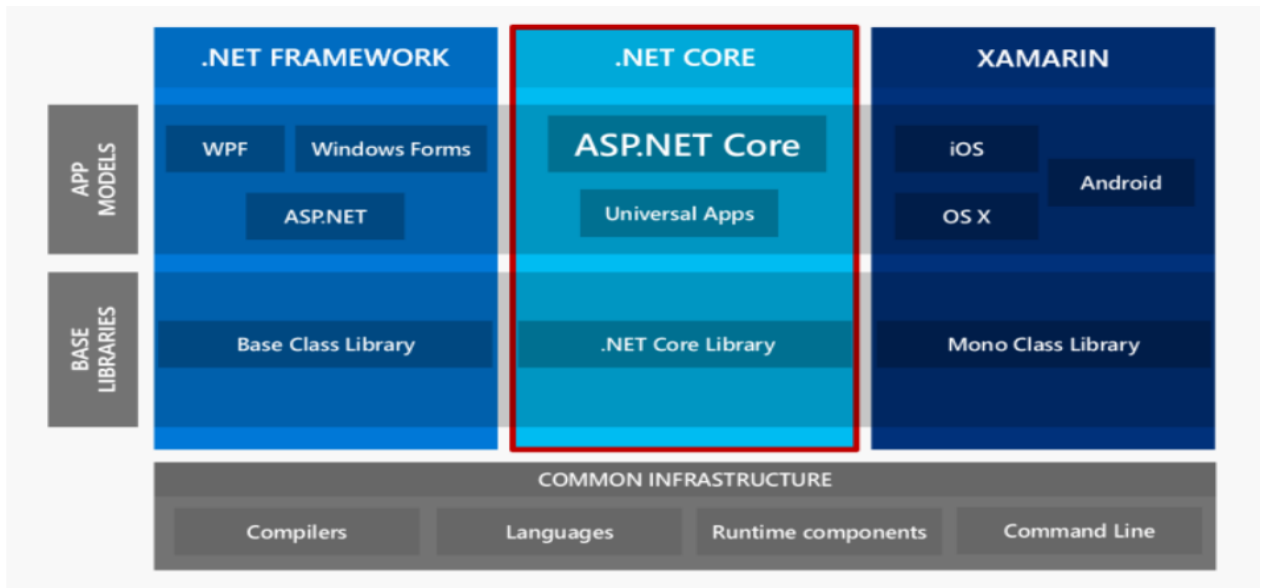 .NET FRAMEWORK
.NET CORE
XAMARIN
APP
MODELS
WPF
Windows Forms
ASP.NET
ASP.NET Core
Universal Apps
iOS
Android
OS X
BASE
LIBRARIES
Base Class Library
.NET Core Library
Mono Class Library
COMMON INFRASTRUCTURE
Compilers
Languages
Runtime components
Command Line